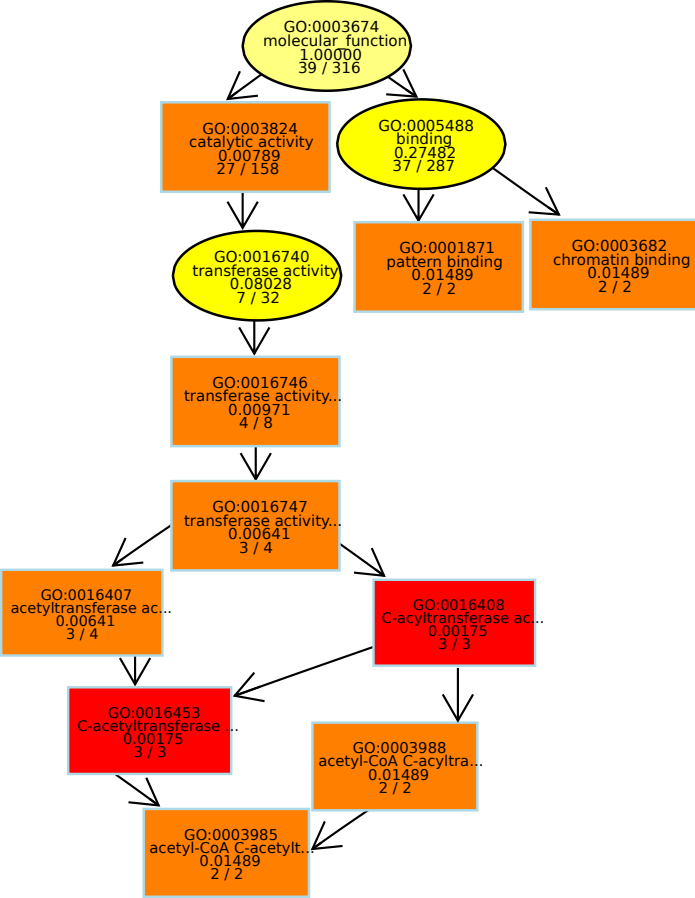 GO:0003674
molecular_function
1.00000
39 / 316
GO:0003824
catalytic activity
0.00789
27 / 158
GO:0005488
binding
0.27482
37 / 287
GO:0016740
transferase activity
0.08028
7 / 32
GO:0001871
pattern binding
0.01489
2 / 2
GO:0003682
chromatin binding
0.01489
2 / 2
GO:0016746
transferase activity...
0.00971
4 / 8
GO:0016747
transferase activity...
0.00641
3 / 4
GO:0016407
acetyltransferase ac...
0.00641
3 / 4
GO:0016408
C-acyltransferase ac...
0.00175
3 / 3
GO:0016453
C-acetyltransferase ...
0.00175
3 / 3
GO:0003988
acetyl-CoA C-acyltra...
0.01489
2 / 2
GO:0003985
acetyl-CoA C-acetylt...
0.01489
2 / 2